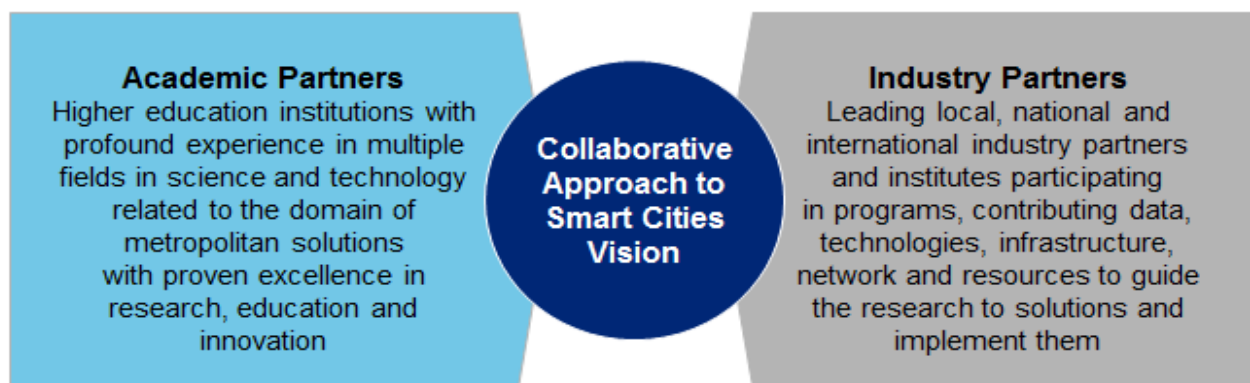 Academic Partners
Higher education institutions with
profound experience in multiple
fields in science and technology
related to the domain of
metropolitan solutions
with proven excellence in
research, education and
innovation
Collaborative
Approach to
Smart Cities
Vision
Industry Partners
Leading local, national and
international industry partners
and institutes participating
in programs, contributing data,
technologies, infrastructure,
network and resources to guide
the research to solutions and
implement them